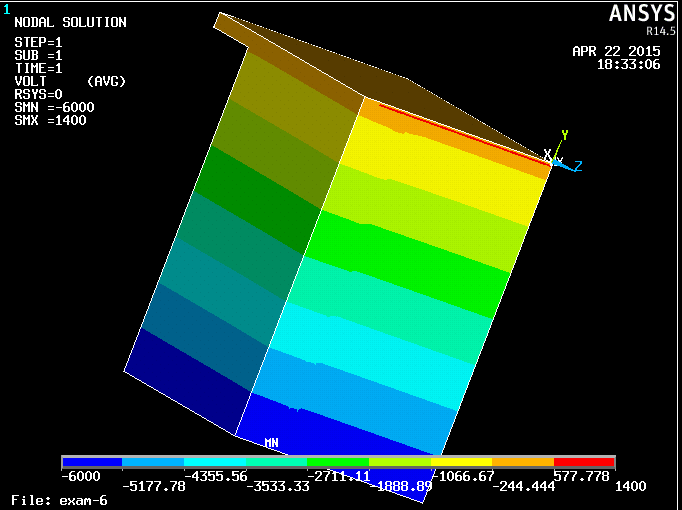 1
NODAL SOLUTION
STEP=1
SUB =1
TIME=1
VOLT (AVG)
RSYS=0
SMN =-6000
SMX =1400
ANSYS
R14.5
APR 22 2015
18:33:06
Y
X
Z
MN
-6000 -4355.56 -2711.11 -1066.67 577.778
-5177.78 -3533.33 -1888.89 -244.444 1400
File: exam-6